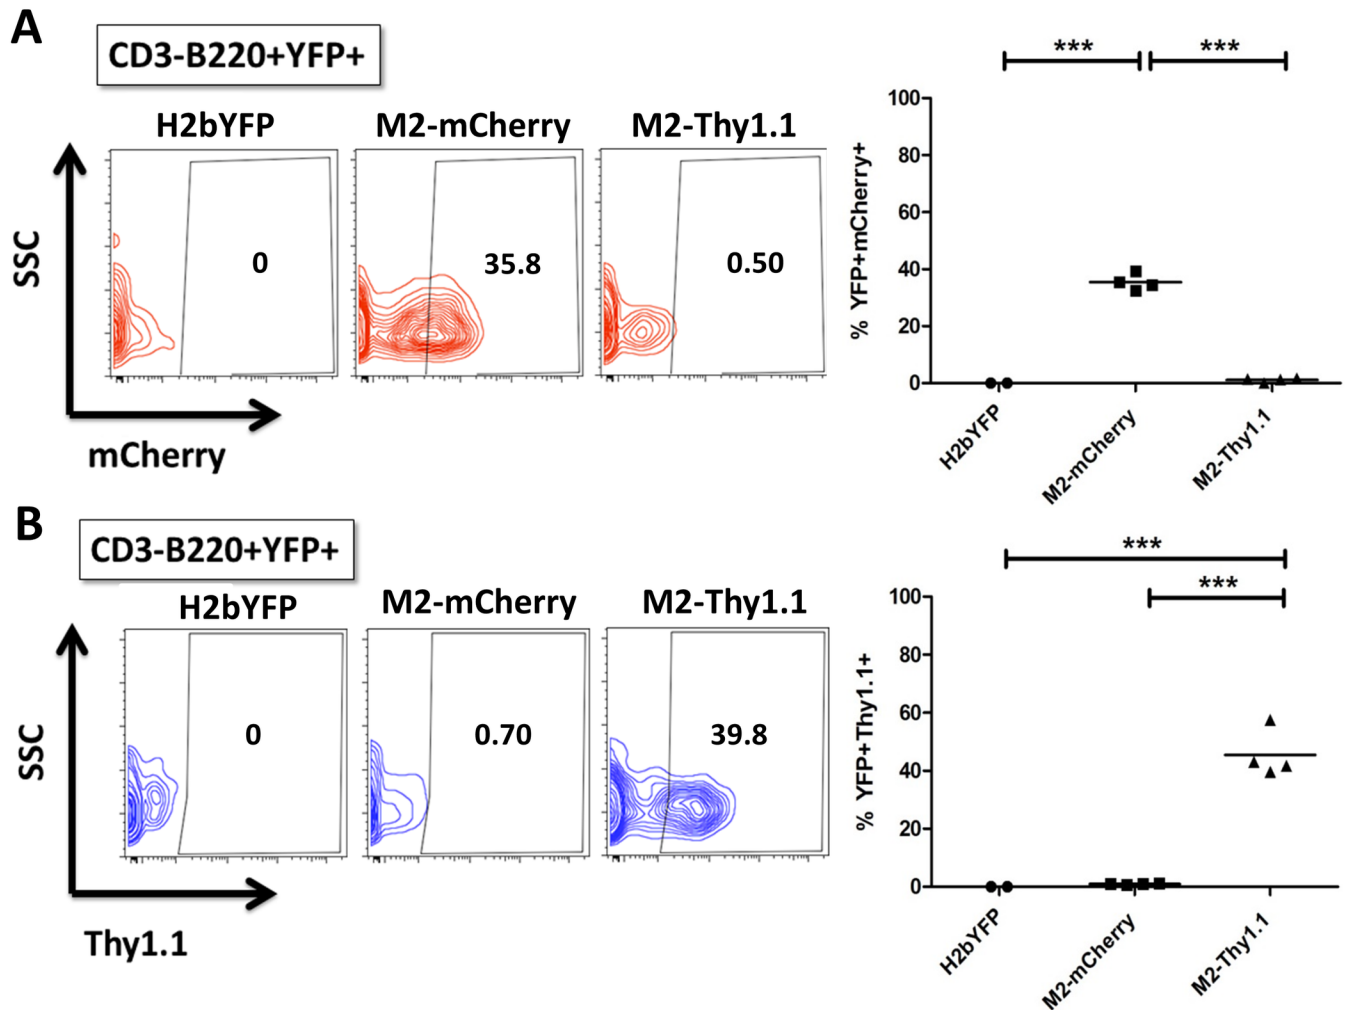 A
CD3-B220+YFP+
H2bYFP
M2-mCherry
M2-Thy1.1
SSC
0
35.8
0.50
mCherry
*** ***
% YFP+mCherry+
100
80
60
40
20
0
H2bYFP
M2-mCherry
M2-Thy1.1
B
CD3-B220+YFP+
H2bYFP
M2-mCherry
M2-Thy1.1
SSC
0
0.70
39.8
Thy1.1
***
***
% YFP+Thy1.1+
100
80
60
40
20
0
H2bYFP
M2-mCherry
M2-Thy1.1